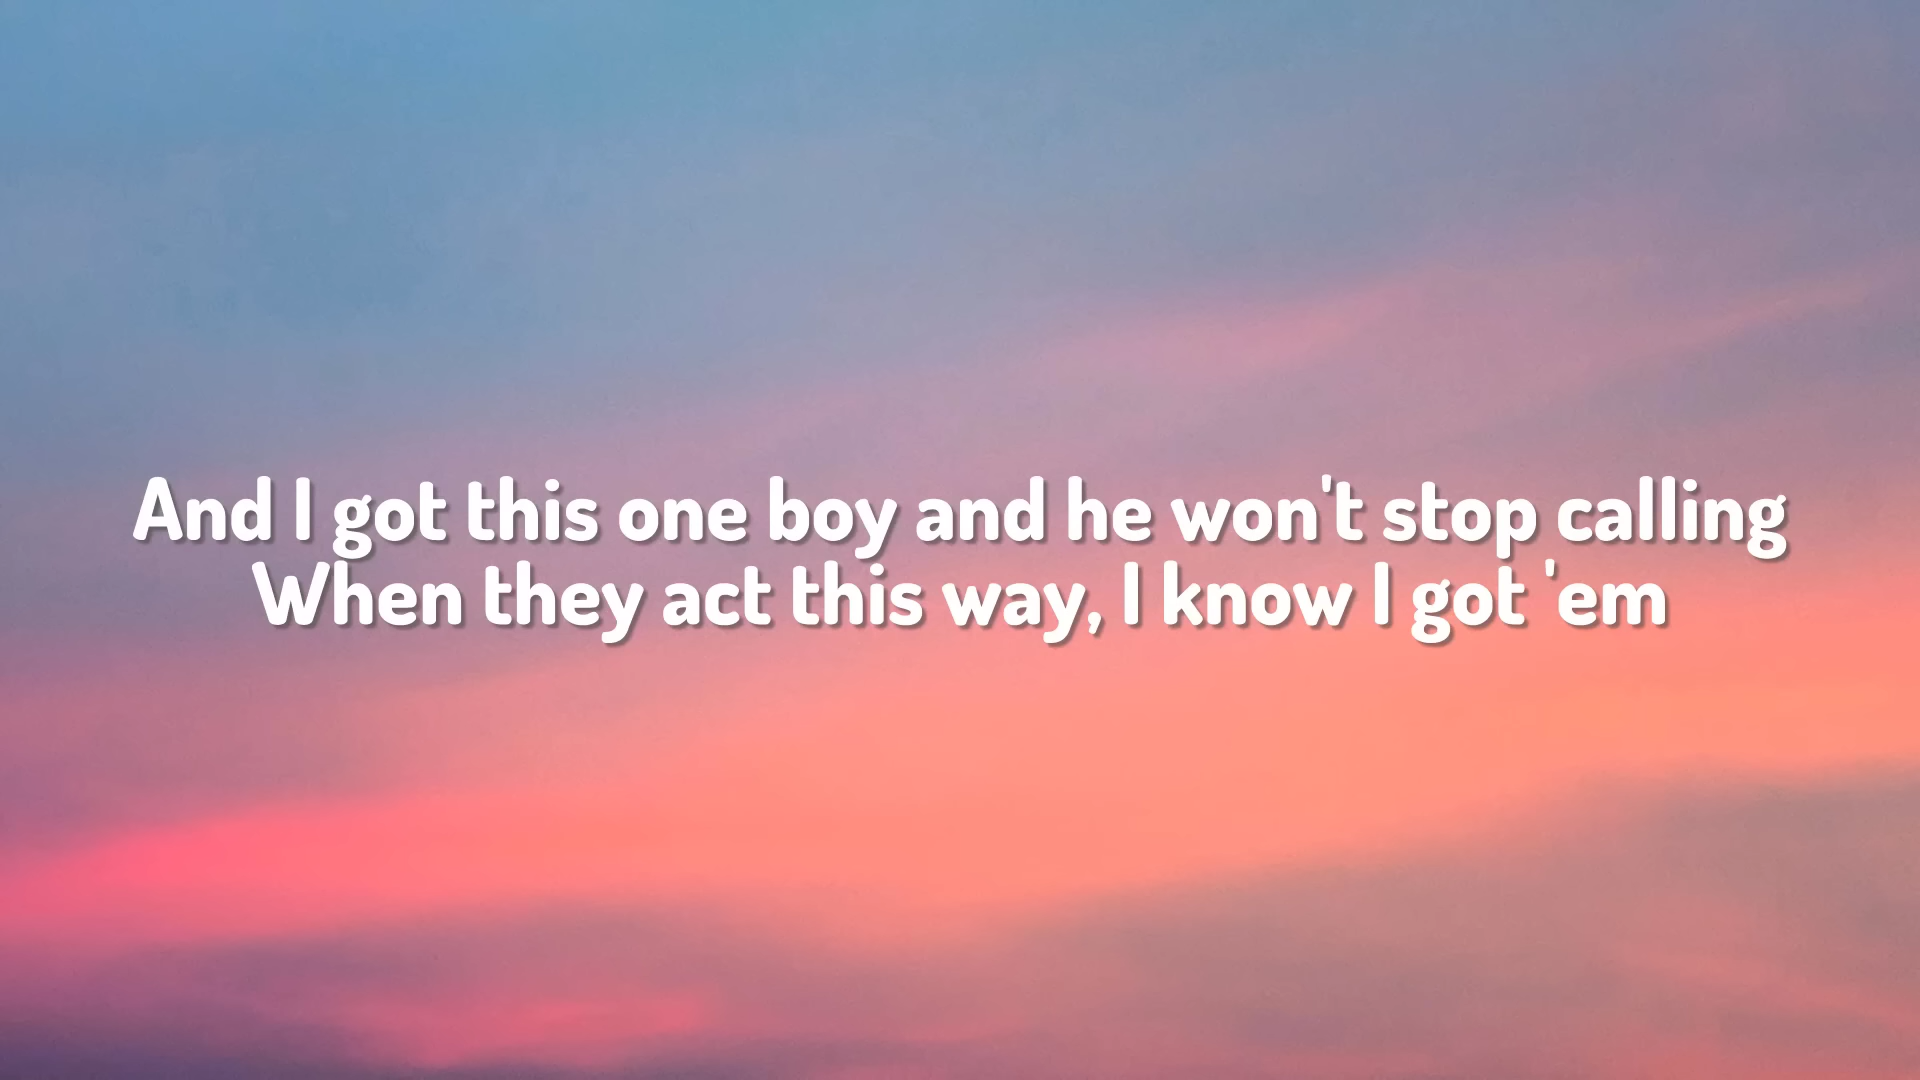 And I got this one boy and he won't stop calling
When they act this way, I know I got 'em